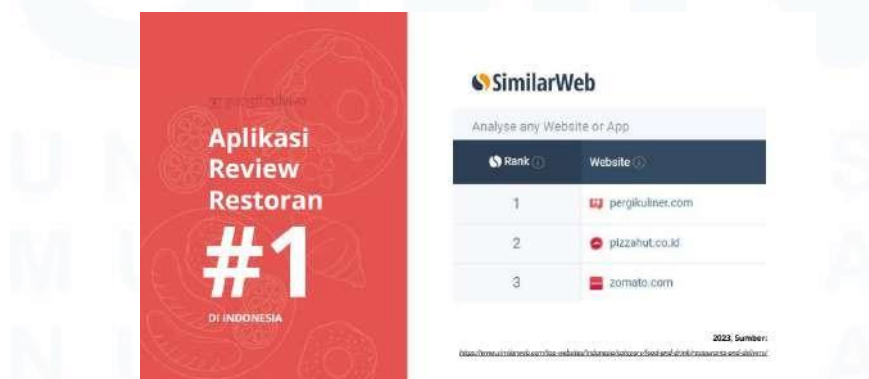 Aplikasi
Review
Restoran
#1
DI INDONESIA
SimilarWeb
Analyse any Website or App
Rank Website
1 pergikuliner.com
2 pizzahut.co.id
3 zomato.com
2023, Sumber: